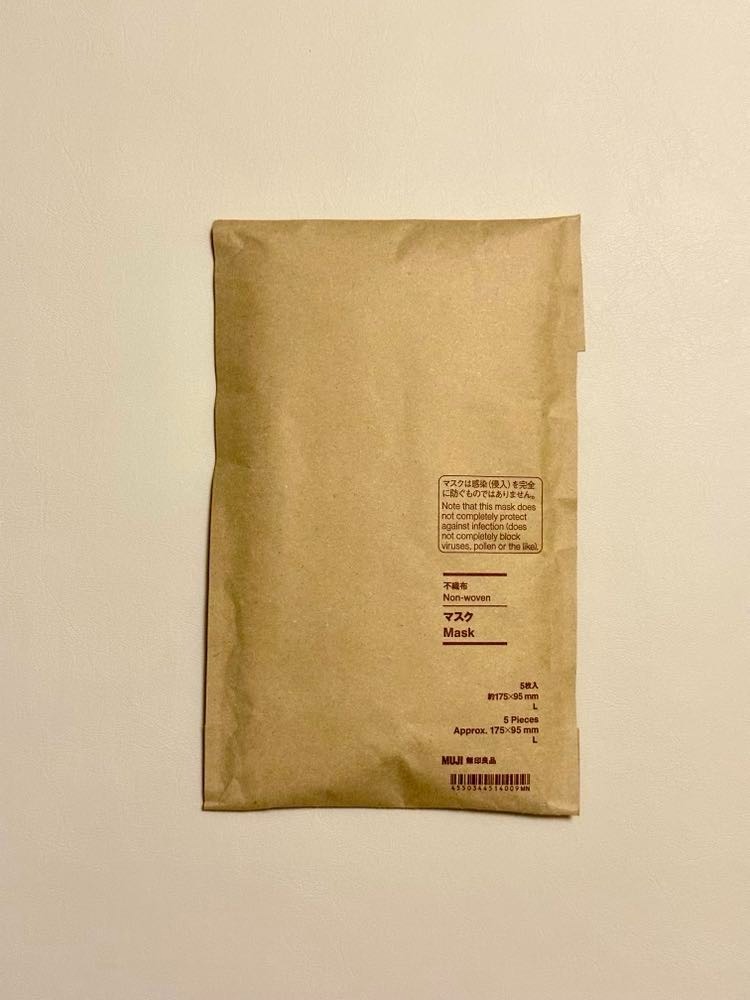 マスクは感染(侵入)を完全
に防ぐものではありません。
Note that this mask does
not completely protect
against infection (does
not completely block
viruses, pollen or the like).
不織布
Non-woven
マスク
Mask
5枚入
約175×95mm
L
5 Pieces
Approx. 175×95 mm
L
MUJI 無印良品
4550344514009MN